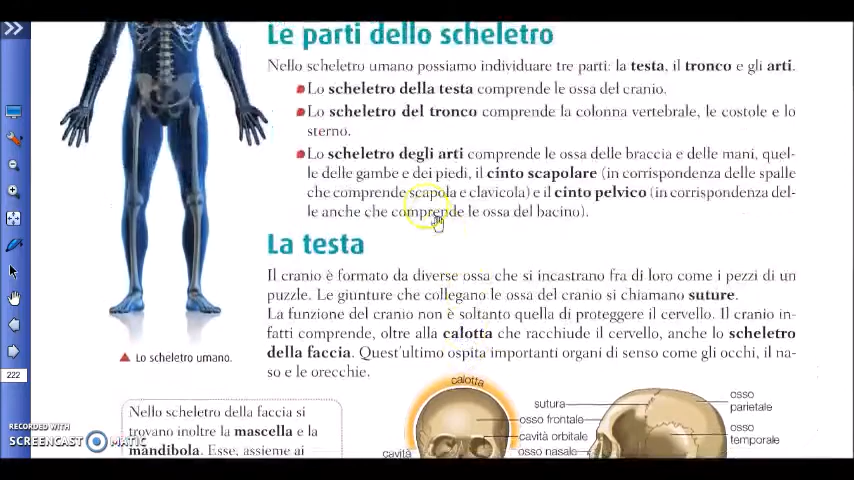 Le parti dello scheletro
Nello scheletro umano possiamo individuare tre parti: la testa, il tronco e gli arti.
Lo scheletro della testa comprende le ossa del cranio.
Lo scheletro del tronco comprende la colonna vertebrale, le costole e lo
sterno.
Lo scheletro degli arti comprende le ossa delle braccia e delle mani, quel-
le delle gambe e dei piedi, il cinto scapolare (in corrispondenza delle spalle
che comprende scapola e clavicola) e il cinto pelvico (in corrispondenza del-
le anche che comprende le ossa del bacino).
La testa
Il cranio è formato da diverse ossa che si incastrano fra di loro come i pezzi di un
puzzle. Le giunture che collegano le ossa del cranio si chiamano suture.
La funzione del cranio non è soltanto quella di proteggere il cervello. Il cranio in-
fatti comprende, oltre alla calotta che racchiude il cervello, anche lo scheletro
della faccia. Quest'ultimo ospita importanti organi di senso come gli occhi, il na-
so e le orecchie.
Lo scheletro umano.
222
Nello scheletro della faccia si
trovano inoltre la mascella e la
mandibola. Esse, assieme ai
calotta
cavità
sutura
osso frontale
cavità orbitale
osso nasale
osso
parietale
osso
temporale
RECORDED WITH
SCREENCAST MATIC